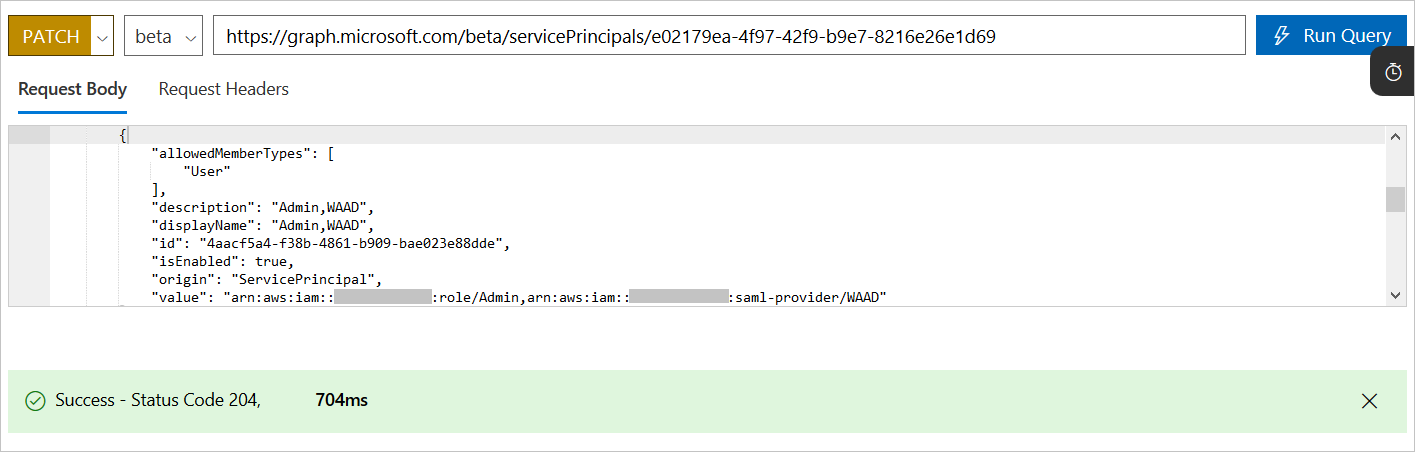 PATCH beta https://graph.microsoft.com/beta/servicePrincipals/e02179ea-4f97-42f9-b9e7-8216e26e1d69 Run Query
Request Body Request Headers
{
"allowedMemberTypes": [
"User"
],
"description": "Admin,WAAD",
"displayName": "Admin,WAAD",
"id": "4aacf5a4-f38b-4861-b909-bae023e88dde",
"isEnabled": true,
"origin": "ServicePrincipal",
"value": "arn:aws:iam:: :role/Admin,arn:aws:iam:: :saml-provider/WAAD"
Success - Status Code 204, 704ms